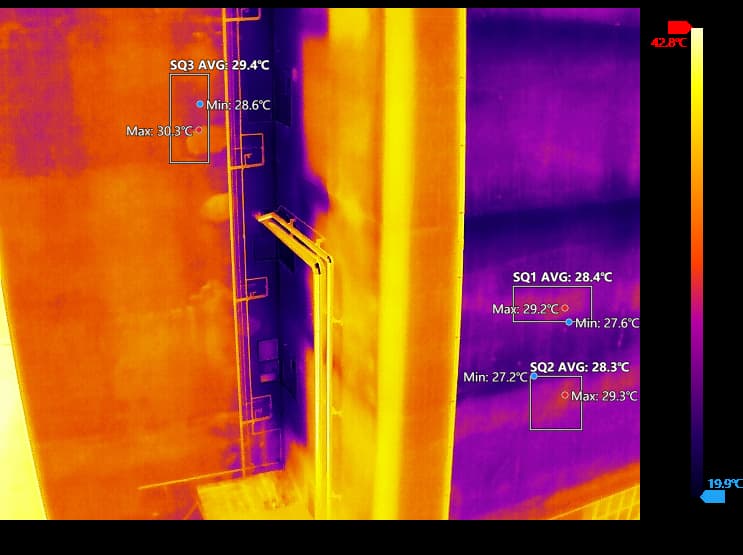 42.8℃
SQ3 AVG: 29.4℃
Min: 28.6℃
Max: 30.3℃
SQ1 AVG: 28.4℃
Max: 29.2℃
Min: 27.6℃
SQ2 AVG: 28.3℃
Min: 27.2℃
Max: 29.3℃
19.9℃